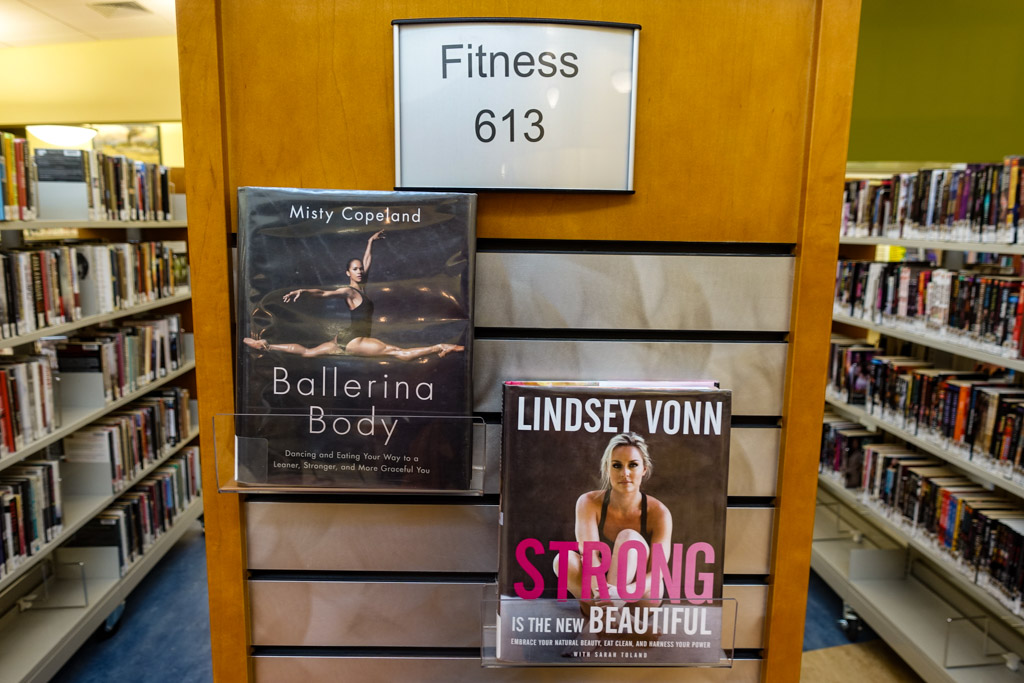 Fitness
613
Misty Copeland
Ballerina
Body
Dancing and Eating Your Way to a
Leaner, Stronger, and More Graceful You
LINDSEY VONN
STRONG
IS THE NEW BEAUTIFUL
EMBRACE YOUR NATURAL BEAUTY, EAT CLEAN, AND HARNESS YOUR POWER
WITH SARAH TOLAND